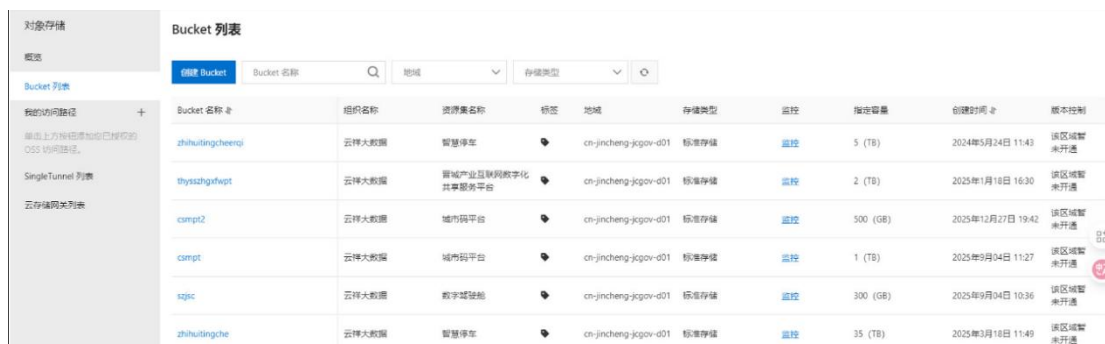 对象存储
概览
Bucket 列表
我的访问路径 +
单击上方按钮添加您已授权的
OSS 访问路径。
SingleTunnel 列表
云存储网关列表
Bucket 列表
创建 Bucket Bucket 名称 地域 存储类型
Bucket 名称 组织名称 资源集名称 标签 地域 存储类型 监控 指定容量 创建时间 版本控制
zhihuitingcheerqi 云祥大数据 智慧停车 cn-jincheng-jcgov-d01 标准存储 监控 5 (TB) 2024年5月24日 11:43 该区域暂
未开通
thysszhgxfwpt 云祥大数据 晋城产业互联网数字化
共享服务平台 cn-jincheng-jcgov-d01 标准存储 监控 2 (TB) 2025年1月18日 16:30 该区域暂
未开通
csmpt2 云祥大数据 城市码平台 cn-jincheng-jcgov-d01 标准存储 监控 500 (GB) 2025年12月27日 19:42 该区域暂
未开通
csmpt 云祥大数据 城市码平台 cn-jincheng-jcgov-d01 标准存储 监控 1 (TB) 2025年9月04日 11:27 该区域暂
未开通
szjsc 云祥大数据 数字驾驶舱 cn-jincheng-jcgov-d01 标准存储 监控 300 (GB) 2025年9月04日 10:36 该区域暂
未开通
zhihuitingche 云祥大数据 智慧停车 cn-jincheng-jcgov-d01 标准存储 监控 35 (TB) 2025年3月18日 11:49 该区域暂
未开通